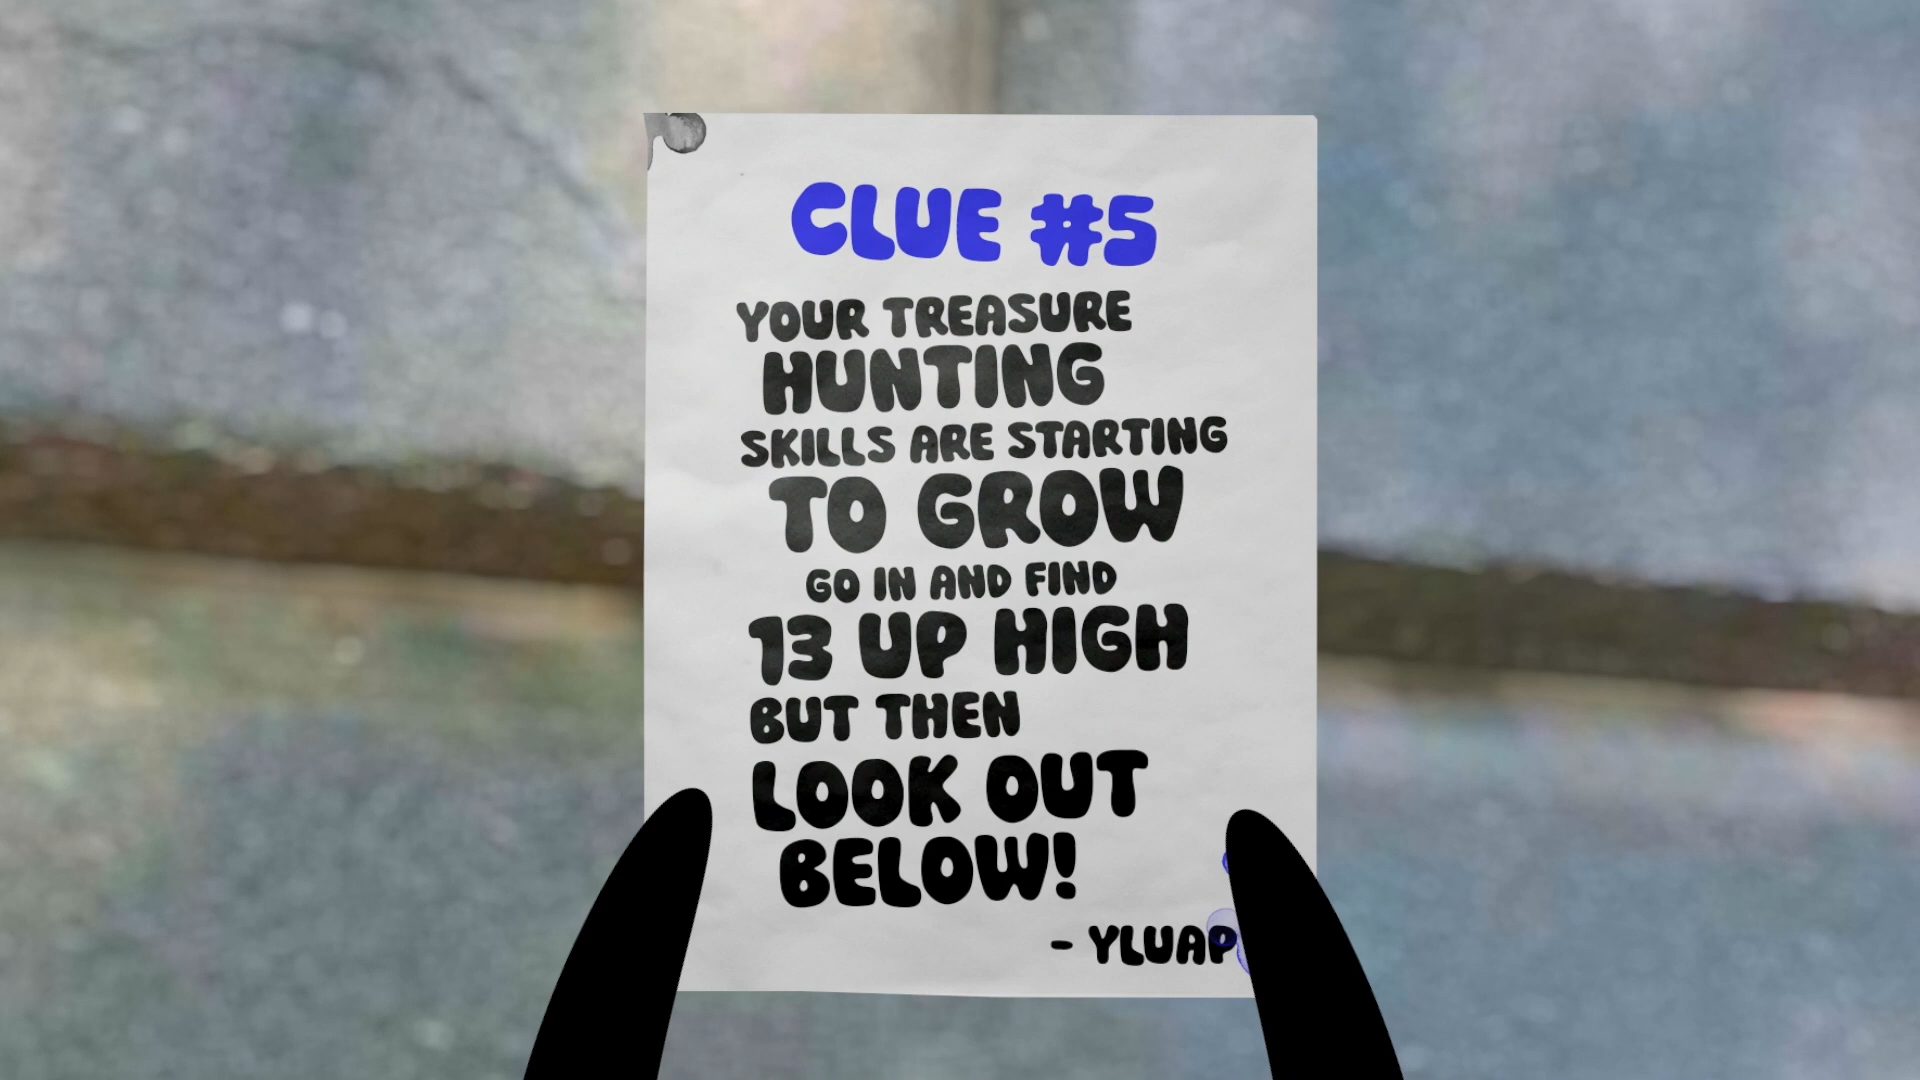 CLUE #5
YOUR TREASURE
HUNTING
SKILLS ARE STARTING
TO GROW
GO IN AND FIND
13 UP HIGH
BUT THEN
LOOK OUT
BELOW!
- YLUAP